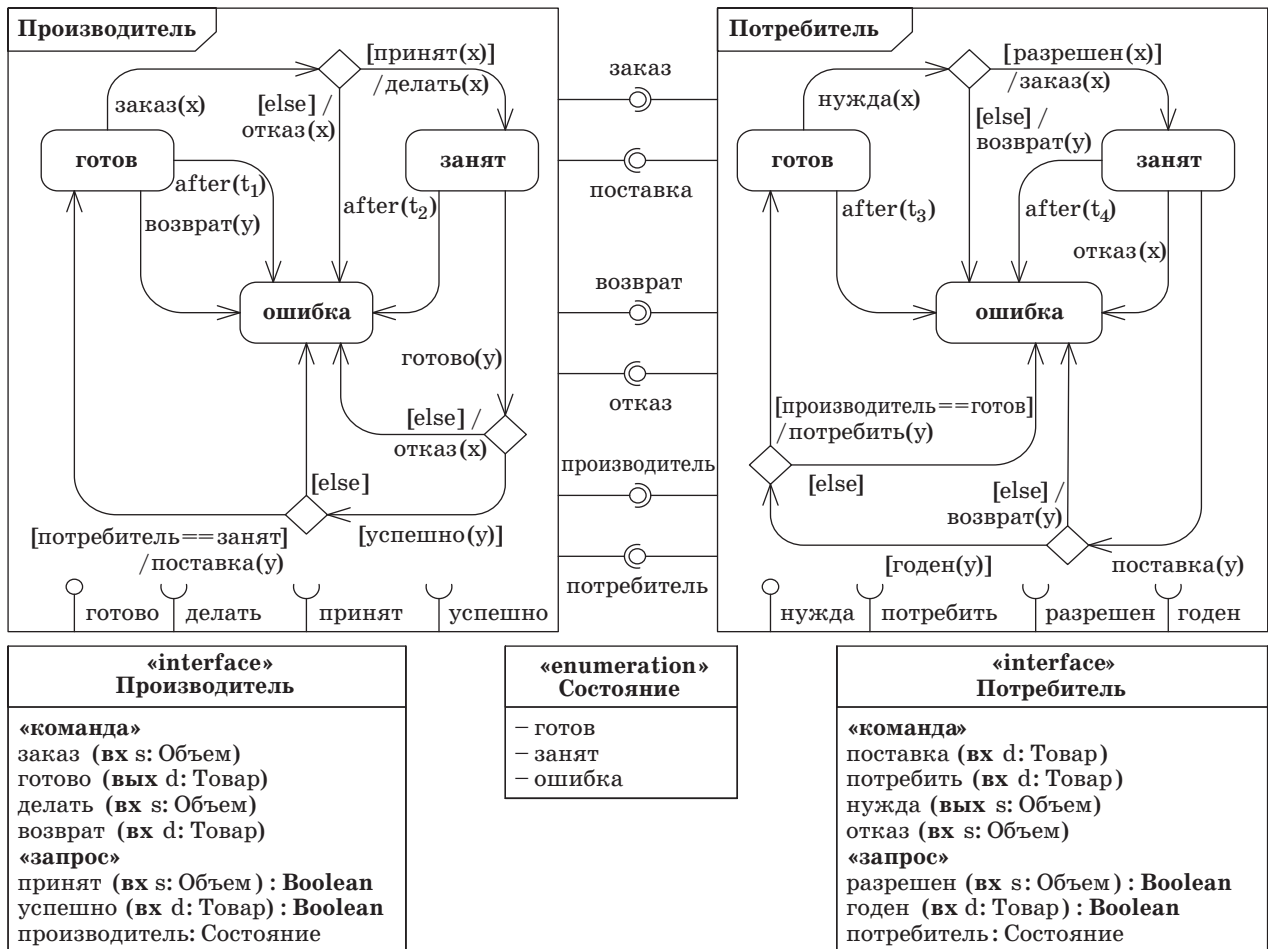 Производитель
[принят(x)]
/делать(x)
заказ(x)
[else] /
отказ(x)
готов
занят
after(t1)
возврат(y)
after(t2)
ошибка
готово(y)
[else] /
отказ(x)
[else]
[потребитель==занят]
/поставка(y)
[успешно(y)]
готово
делать
принят
успешно
заказ
поставка
возврат
отказ
производитель
потребитель
Потребитель
[разрешен(x)]
/заказ(x)
нужда(x)
[else] /
возврат(y)
готов
занят
after(t3)
after(t4)
отказ(x)
ошибка
[производитель==готов]
/потребить(y)
[else]
[else] /
возврат(y)
[годен(y)]
поставка(y)
нужда
потребить
разрешен
годен
«interface»
Производитель
«команда»
заказ (вх s: Объем)
готово (вых d: Товар)
делать (вх s: Объем)
возврат (вх d: Товар)
«запрос»
принят (вх s: Объем) : Boolean
успешно (вх d: Товар) : Boolean
производитель: Состояние
«enumeration»
Состояние
– готов
– занят
– ошибка
«interface»
Потребитель
«команда»
поставка (вх d: Товар)
потребить (вх d: Товар)
нужда (вых s: Объем)
отказ (вх s: Объем)
«запрос»
разрешен (вх s: Объем) : Boolean
годен (вх d: Товар) : Boolean
потребитель: Состояние